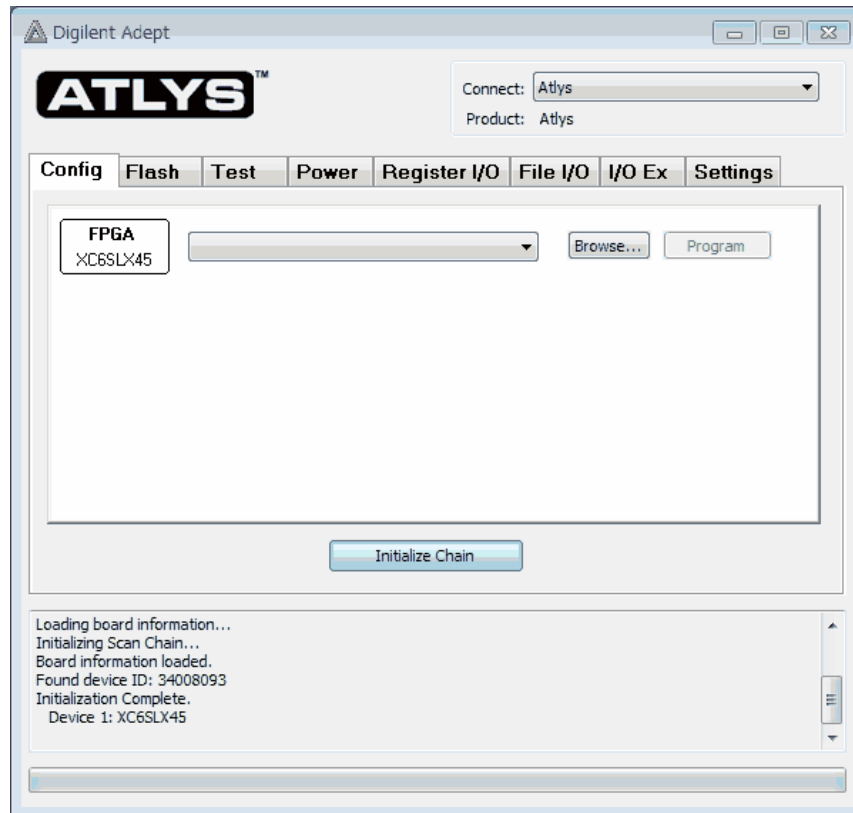 Digilent Adept
ATLYS™
Connect: Atlys
Product: Atlys
Config Flash Test Power Register I/O File I/O I/O Ex Settings
FPGA
XC6SLX45
Browse... Program
Initialize Chain
Loading board information...
Initializing Scan Chain...
Board information loaded.
Found device ID: 34008093
Initialization Complete.
Device 1: XC6SLX45